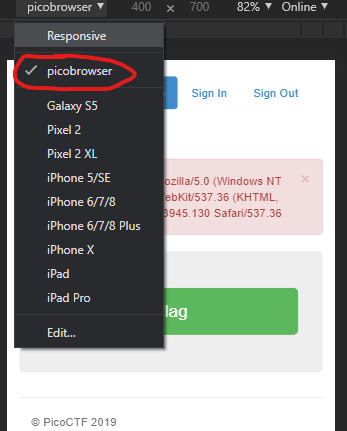 picobrowser 400 × 700 82% Online
Responsive
picobrowser
Galaxy S5
Pixel 2
Pixel 2 XL
iPhone 5/SE
iPhone 6/7/8
iPhone 6/7/8 Plus
iPhone X
iPad
iPad Pro
Edit...
Sign In Sign Out
ozilla/5.0 (Windows NT ×
ebKit/537.36 (KHTML,
3945.130 Safari/537.36
lag
© PicoCTF 2019